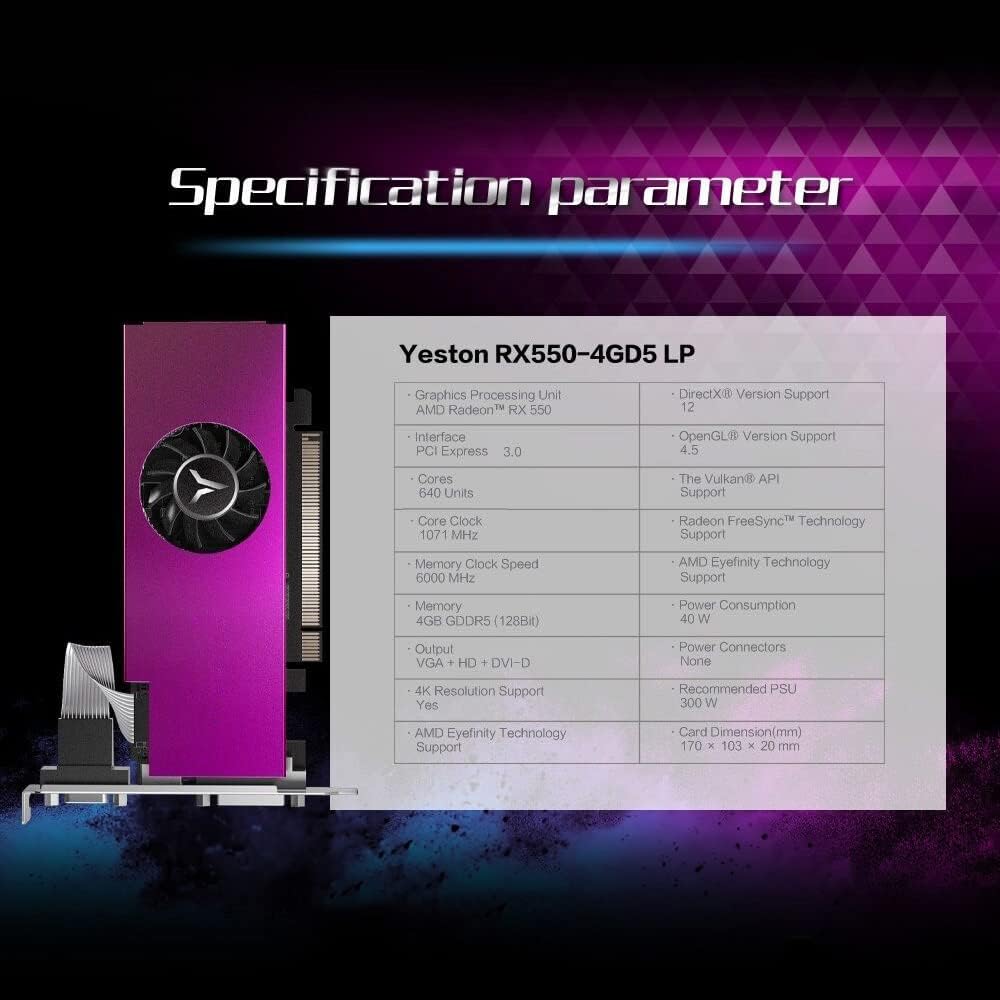 Specification parameter
Yeston RX550-4GD5 LP
· Graphics Processing Unit
AMD Radeon™ RX 550
· DirectX® Version Support
12
· Interface
PCI Express 3.0
· OpenGL® Version Support
4.5
· Cores
640 Units
· The Vulkan® API
Support
· Core Clock
1071 MHz
· Radeon FreeSync™ Technology
Support
· Memory Clock Speed
6000 MHz
· AMD Eyefinity Technology
Support
· Memory
4GB GDDR5 (128Bit)
· Power Consumption
40 W
· Output
VGA + HD + DVI-D
· Power Connectors
None
· 4K Resolution Support
Yes
· Recommended PSU
300 W
· AMD Eyefinity Technology
Support
· Card Dimension(mm)
170 × 103 × 20 mm